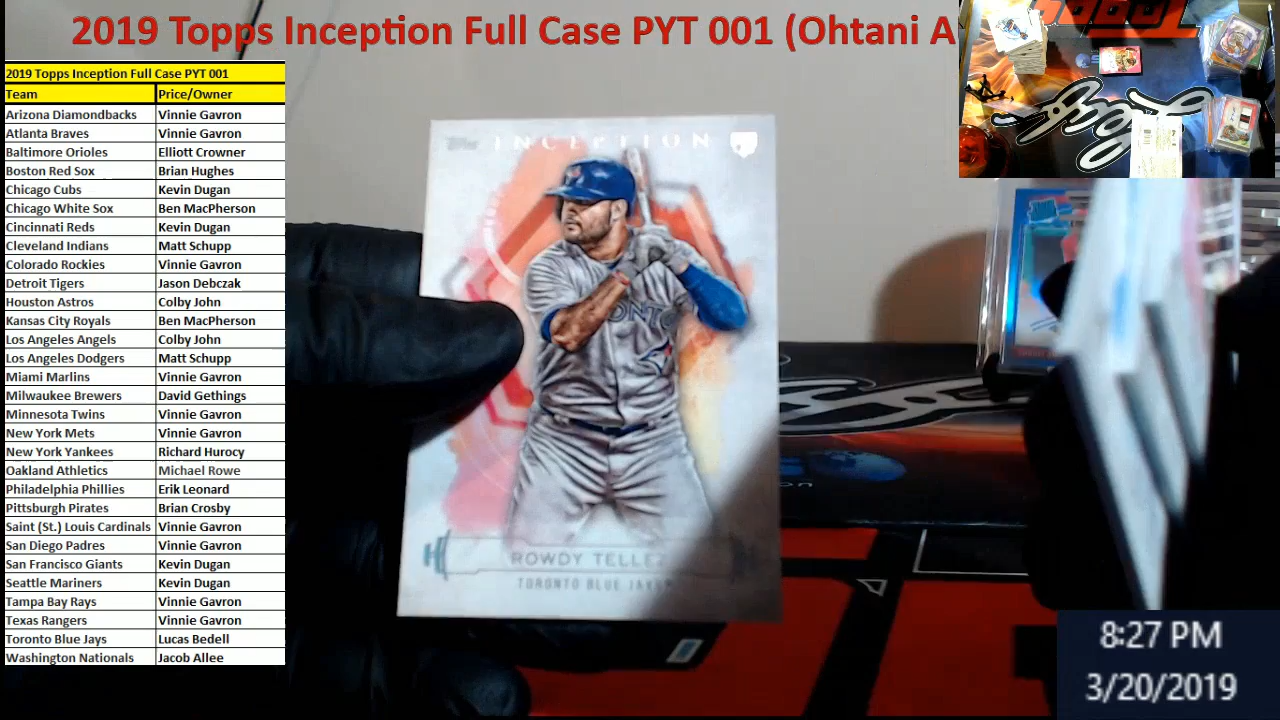 2019 Topps Inception Full Case PYT 001 (Ohtani A
2019 Topps Inception Full Case PYT 001
Team Price/Owner
Arizona Diamondbacks Vinnie Gavron
Atlanta Braves Vinnie Gavron
Baltimore Orioles Elliott Crowner
Boston Red Sox Brian Hughes
Chicago Cubs Kevin Dugan
Chicago White Sox Ben MacPherson
Cincinnati Reds Kevin Dugan
Cleveland Indians Matt Schupp
Colorado Rockies Vinnie Gavron
Detroit Tigers Jason Debczak
Houston Astros Colby John
Kansas City Royals Ben MacPherson
Los Angeles Angels Colby John
Los Angeles Dodgers Matt Schupp
Miami Marlins Vinnie Gavron
Milwaukee Brewers David Gethings
Minnesota Twins Vinnie Gavron
New York Mets Vinnie Gavron
New York Yankees Richard Hurocy
Oakland Athletics Michael Rowe
Philadelphia Phillies Erik Leonard
Pittsburgh Pirates Brian Crosby
Saint (St.) Louis Cardinals Vinnie Gavron
San Diego Padres Vinnie Gavron
San Francisco Giants Kevin Dugan
Seattle Mariners Kevin Dugan
Tampa Bay Rays Vinnie Gavron
Texas Rangers Vinnie Gavron
Toronto Blue Jays Lucas Bedell
Washington Nationals Jacob Allee
Topps INCEPTION
ROWDY TELLEZ
TORONTO BLUE JAYS
8:27 PM
3/20/2019